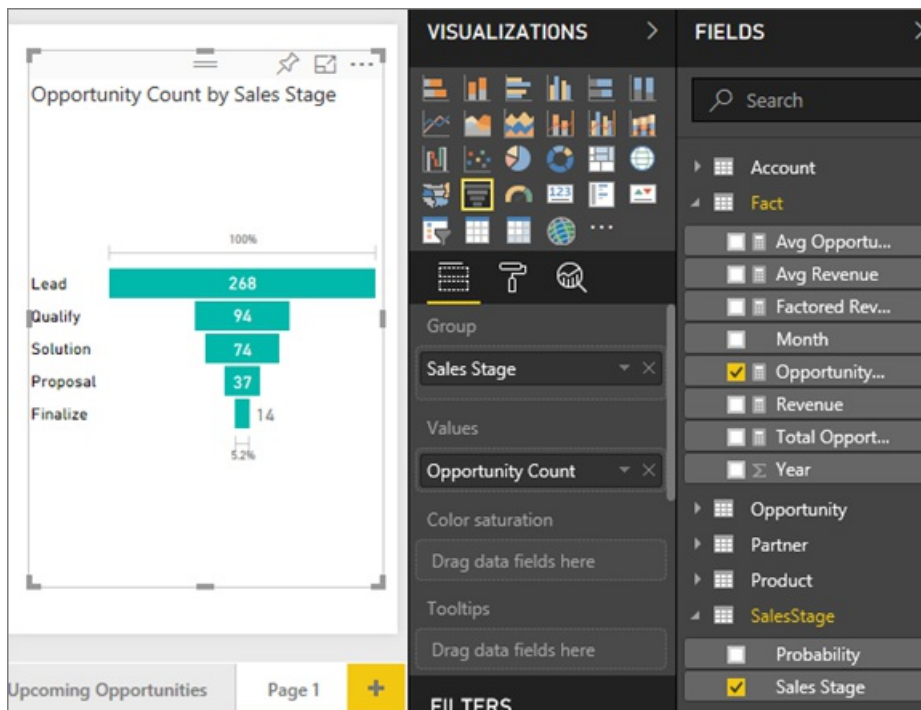 Opportunity Count by Sales Stage
100%
Lead 268
Qualify 94
Solution 74
Proposal 37
Finalize 14
5.2%
Upcoming Opportunities Page 1 +
VISUALIZATIONS >
123
Group
Sales Stage
Values
Opportunity Count
Color saturation
Drag data fields here
Tooltips
Drag data fields here
FILTERS
FIELDS >
Search
Account
Fact
Avg Opportu...
Avg Revenue
Factored Rev...
Month
Opportunity...
Revenue
Total Opport...
Σ Year
Opportunity
Partner
Product
SalesStage
Probability
Sales Stage